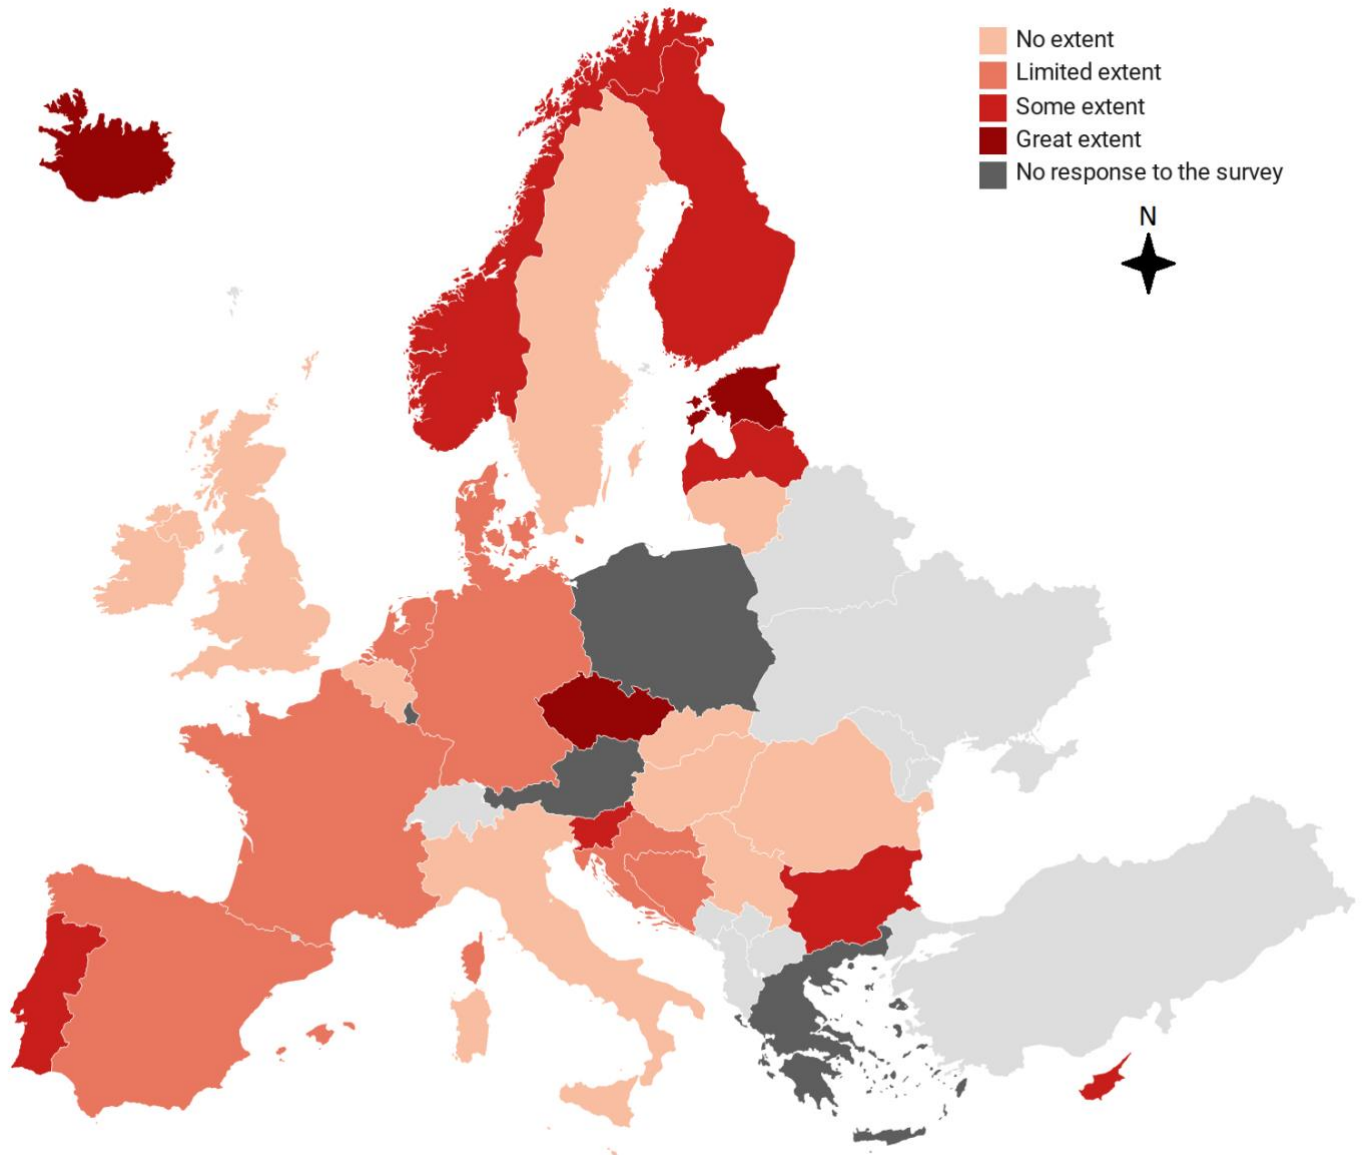 No extent
Limited extent
Some extent
Great extent
No response to the survey
N